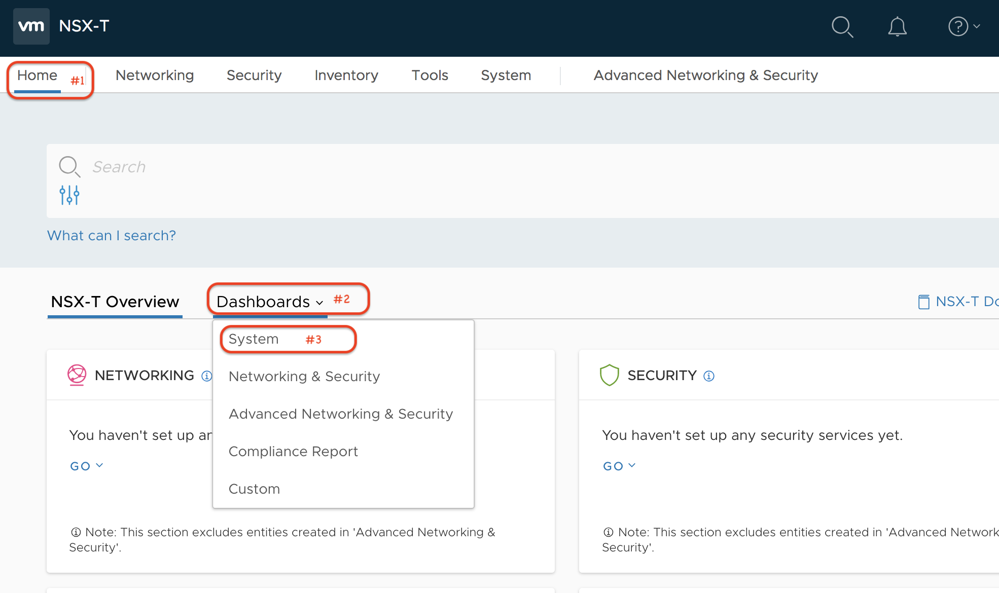 vm NSX-T
Home #1 Networking Security Inventory Tools System Advanced Networking & Security
Search
What can I search?
NSX-T Overview Dashboards #2 NSX-T
System #3
Networking & Security
Advanced Networking & Security
Compliance Report
Custom
NETWORKING
You haven't set up
GO
Note: This section excludes entities created in 'Advanced Networking &
Security'.
SECURITY
You haven't set up any security services yet.
GO
Note: This section excludes entities created in 'Advanced
Security'.